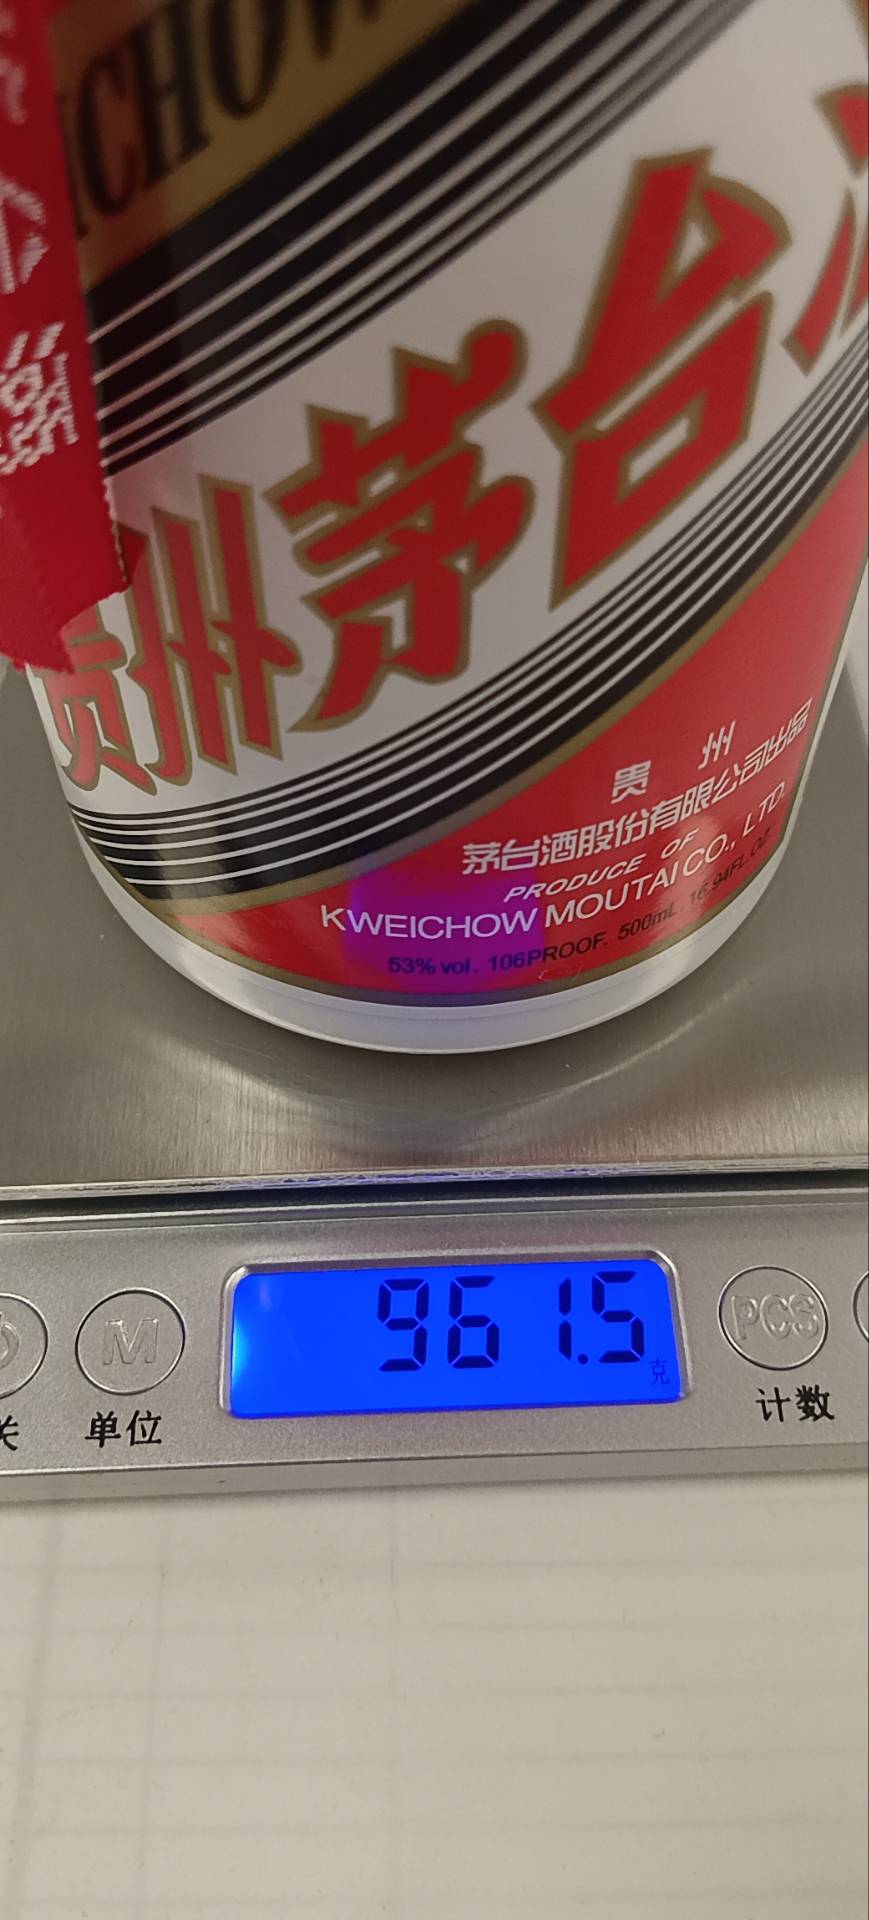 CHOW
贵州茅台
贵州
茅台酒股份有限公司出品
PRODUCE OF
KWEICHOW MOUTAI CO., LTD.
53% vol. 106PROOF. 500mL. 16.94FL.OZ.
961.5
克
M
PCS
关
单位
计数